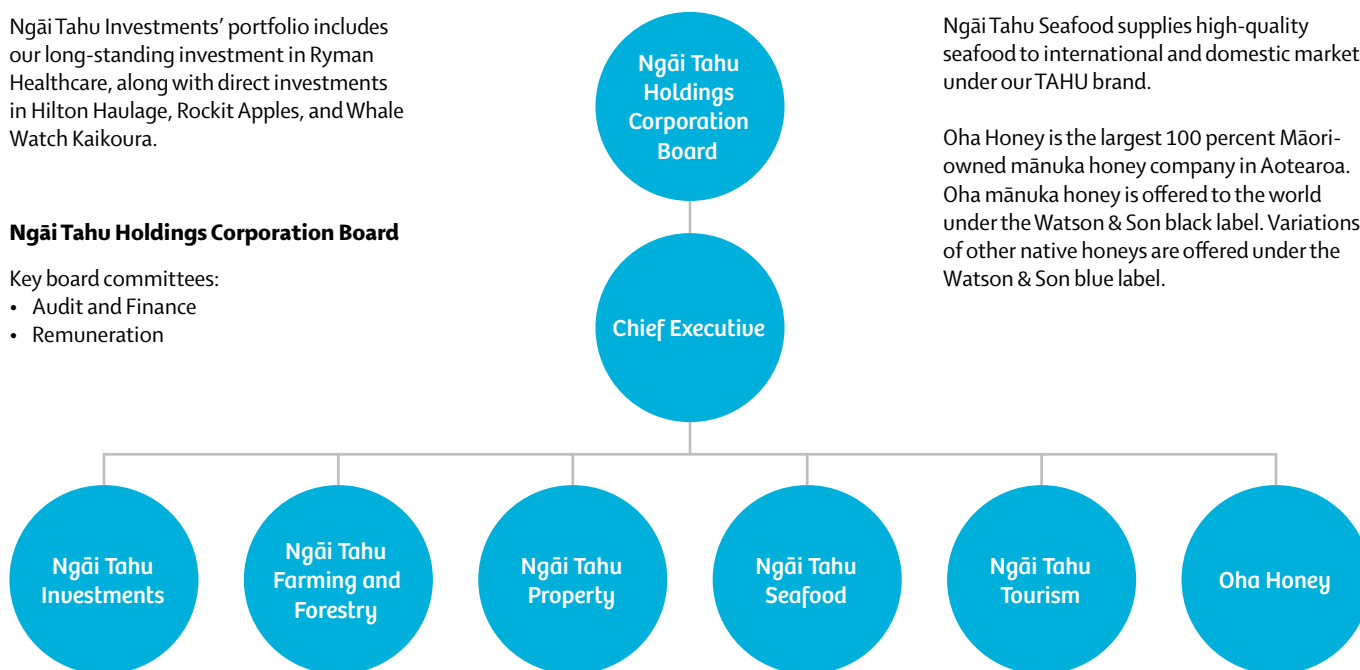 Ngāi Tahu Investments’ portfolio includes
our long-standing investment in Ryman
Healthcare, along with direct investments
in Hilton Haulage, Rockit Apples, and Whale
Watch Kaikoura.
Ngāi Tahu Holdings Corporation Board
Key board committees:
• Audit and Finance
• Remuneration
Ngāi Tahu
Holdings
Corporation
Board
Chief Executive
Ngāi Tahu Seafood supplies high-quality
seafood to international and domestic market
under our TAHU brand.
Oha Honey is the largest 100 percent Māori-
owned mānuka honey company in Aotearoa.
Oha mānuka honey is offered to the world
under the Watson & Son black label. Variations
of other native honeys are offered under the
Watson & Son blue label.
Ngāi Tahu
Investments
Ngāi Tahu
Farming and
Forestry
Ngāi Tahu
Property
Ngāi Tahu
Seafood
Ngāi Tahu
Tourism
Oha Honey